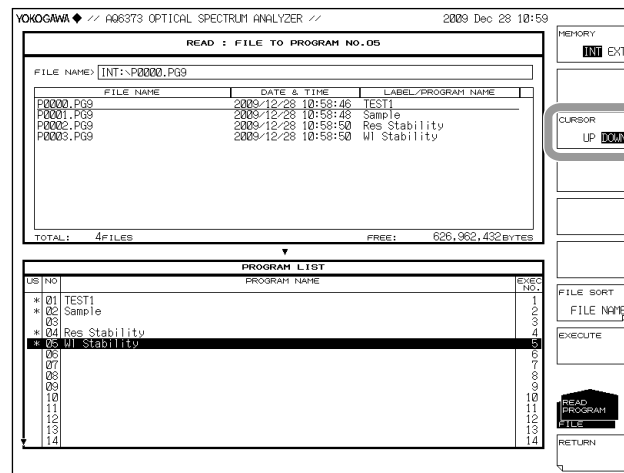 YOKOGAWA ◆ // AQ6373 OPTICAL SPECTRUM ANALYZER // 2009 Dec 28 10:59
READ : FILE TO PROGRAM NO.05
FILE NAME> INT:\P0000.PG9
FILE NAME DATE & TIME LABEL/PROGRAM NAME
P0000.PG9 2009/12/28 10:58:46 TEST1
P0001.PG9 2009/12/28 10:58:48 Sample
P0002.PG9 2009/12/28 10:58:50 Res Stability
P0003.PG9 2009/12/28 10:58:50 Wl Stability
TOTAL: 4FILES FREE: 626,962,432BYTES
▼
PROGRAM LIST
US NO PROGRAM NAME EXEC NO.
* 01 TEST1 1
* 02 Sample 2
03 3
* 04 Res Stability 4
* 05 Wl Stability 5
06 6
07 7
08 8
09 9
10 10
11 11
12 12
13 13
14 14
MEMORY
INT EXT
CURSOR
UP DOWN
FILE SORT
FILE NAME
EXECUTE
READ
PROGRAM
FILE
RETURN